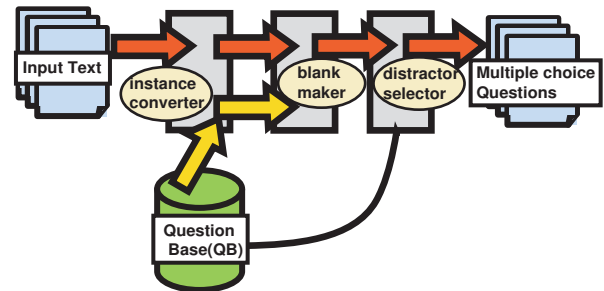 Input Text
instance
converter
blank
maker
distractor
selector
Multiple choice
Questions
Question
Base(QB)